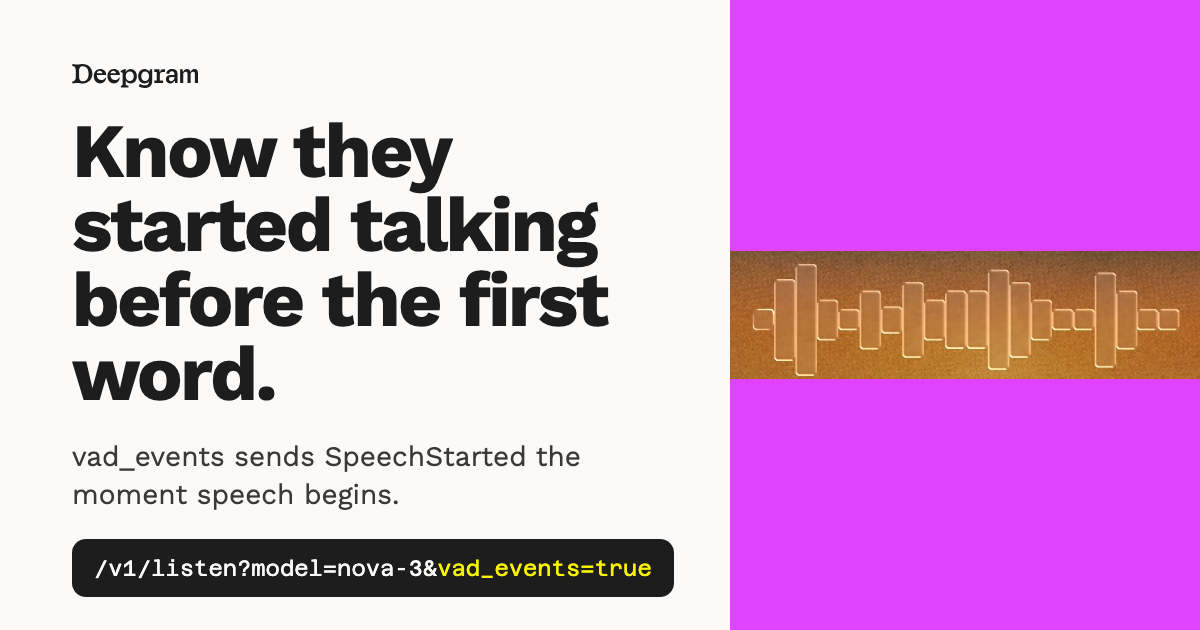 Deepgram
Know they
started talking
before the first
word.
vad_events sends SpeechStarted the
moment speech begins.
/v1/listen?model=nova-3&vad_events=true